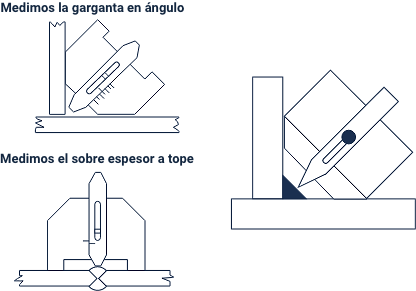 Medimos la garganta en ángulo
Medimos el sobre espesor a tope